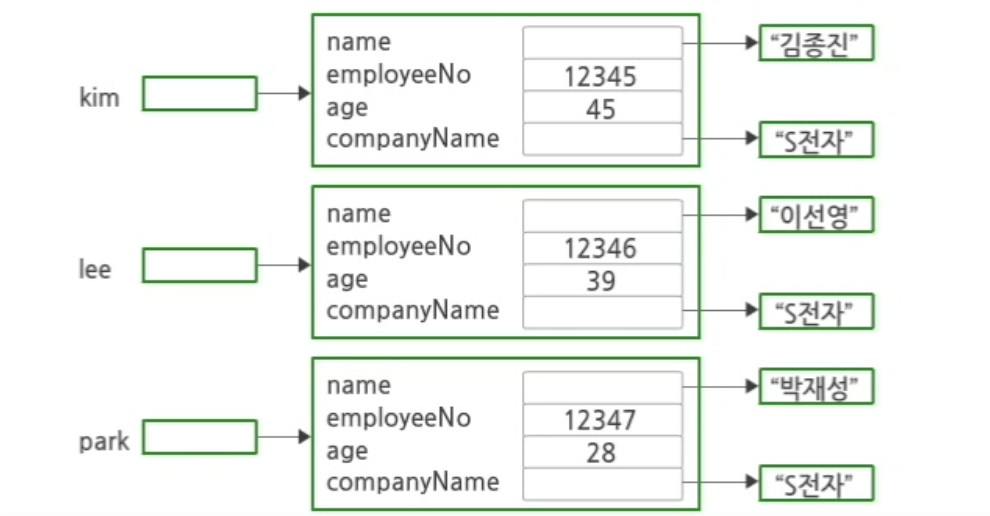 kim
name “김종진”
employeeNo 12345
age 45
companyName “S전자”
lee
name “이선영”
employeeNo 12346
age 39
companyName “S전자”
park
name “박재성”
employeeNo 12347
age 28
companyName “S전자”